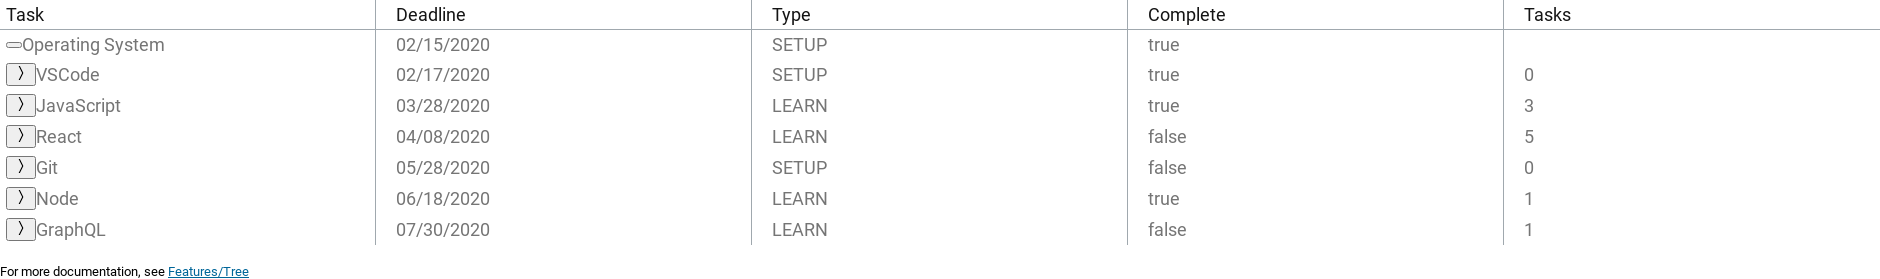 Task Deadline Type Complete Tasks
Operating System 02/15/2020 SETUP true
VSCode 02/17/2020 SETUP true 0
JavaScript 03/28/2020 LEARN true 3
React 04/08/2020 LEARN false 5
Git 05/28/2020 SETUP false 0
Node 06/18/2020 LEARN true 1
GraphQL 07/30/2020 LEARN false 1
For more documentation, see Features/Tree